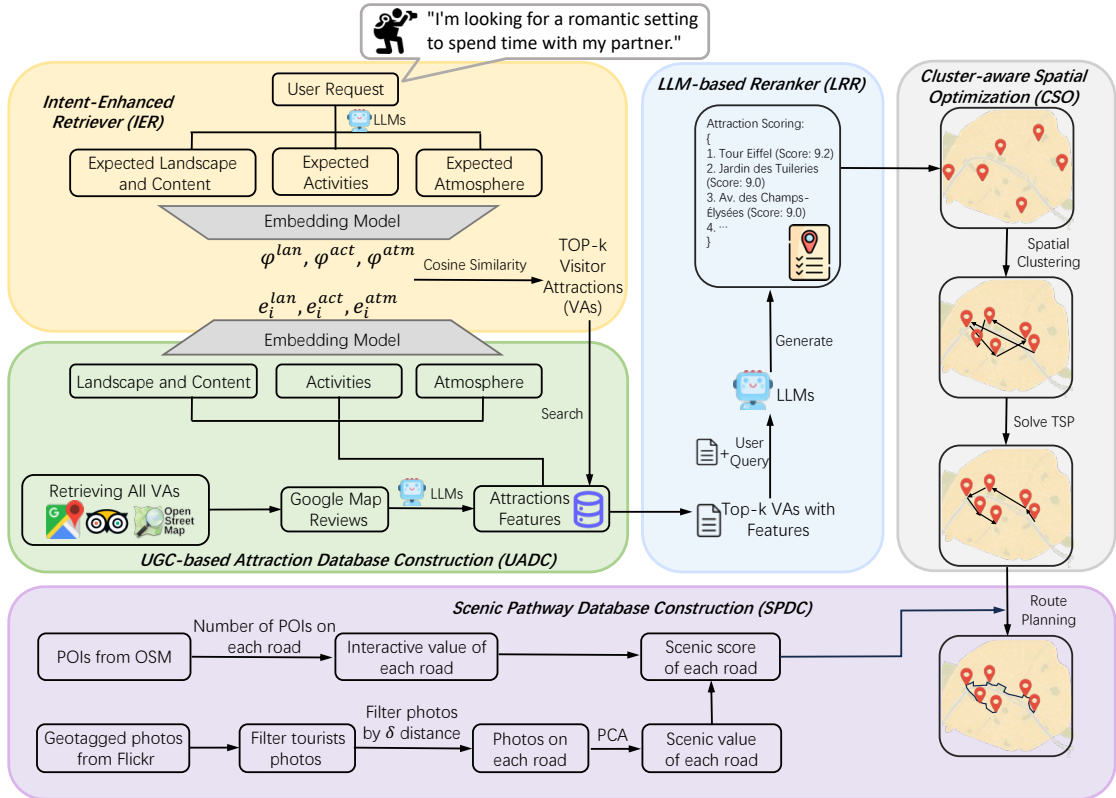 "I'm looking for a romantic setting
to spend time with my partner."
Intent-Enhanced
Retriever (IER)
User Request
LLMs
Expected Landscape
and Content
Expected
Activities
Expected
Atmosphere
Embedding Model
φ^lan, φ^act, φ^atm
Cosine Similarity
TOP-k
Visitor
Attractions
(VAs)
e_i^lan, e_i^act, e_i^atm
Embedding Model
Landscape and Content
Activities
Atmosphere
Search
Retrieving All VAs
Open
Street
Map
Google Map
Reviews
LLMs
Attractions
Features
UGC-based Attraction Database Construction (UADC)
LLM-based Reranker (LRR)
Attraction Scoring:
{
1. Tour Eiffel (Score: 9.2)
2. Jardin des Tuileries
(Score: 9.0)
3. Av. des Champs-
Élysées (Score: 9.0)
4. ...
}
Generate
LLMs
+
User
Query
Top-k VAs with
Features
Cluster-aware Spatial
Optimization (CSO)
Spatial
Clustering
Solve TSP
Route
Planning
Scenic Pathway Database Construction (SPDC)
POIs from OSM
Number of POIs on
each road
Interactive value of
each road
Scenic score
of each road
Geotagged photos
from Flickr
Filter tourists
photos
Filter photos
by δ distance
Photos on
each road
PCA
Scenic value
of each road